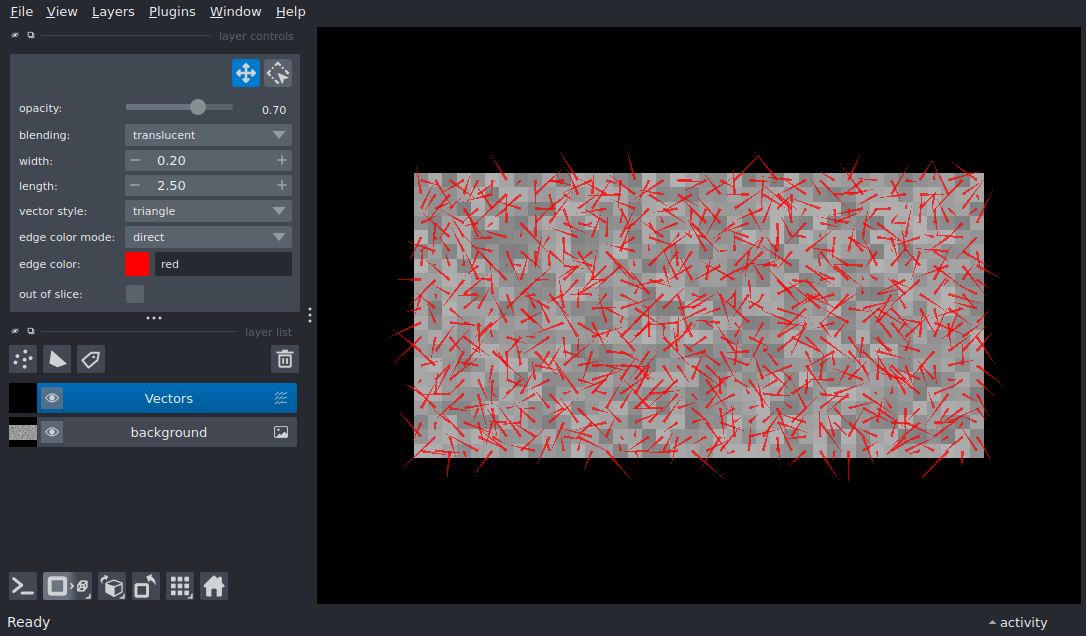 File View Layers Plugins Window Help
layer controls
opacity: 0.70
blending: translucent
width: 0.20
length: 2.50
vector style: triangle
edge color mode: direct
edge color: red
out of slice:
layer list
Vectors
background
Ready
activity